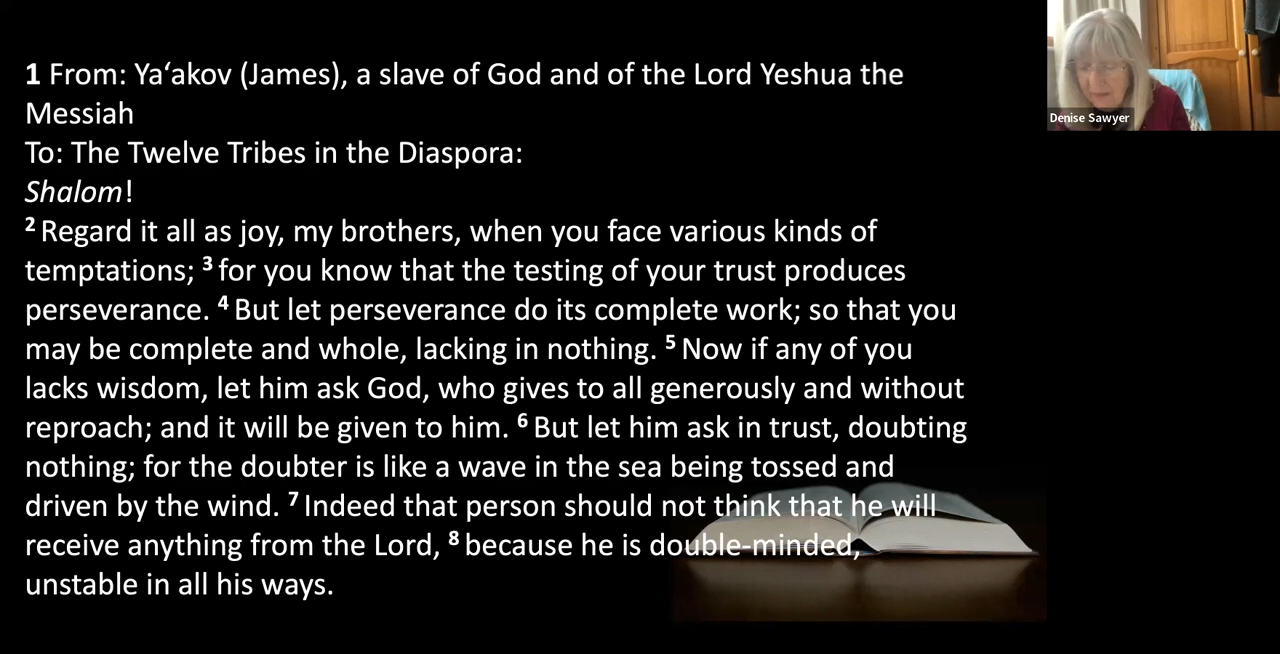 1 From: Ya‘akov (James), a slave of God and of the Lord Yeshua the
Messiah
To: The Twelve Tribes in the Diaspora:
Shalom!
2 Regard it all as joy, my brothers, when you face various kinds of
temptations; 3 for you know that the testing of your trust produces
perseverance. 4 But let perseverance do its complete work; so that you
may be complete and whole, lacking in nothing. 5 Now if any of you
lacks wisdom, let him ask God, who gives to all generously and without
reproach; and it will be given to him. 6 But let him ask in trust, doubting
nothing; for the doubter is like a wave in the sea being tossed and
driven by the wind. 7 Indeed that person should not think that he will
receive anything from the Lord, 8 because he is double-minded,
unstable in all his ways.
Denise Sawyer